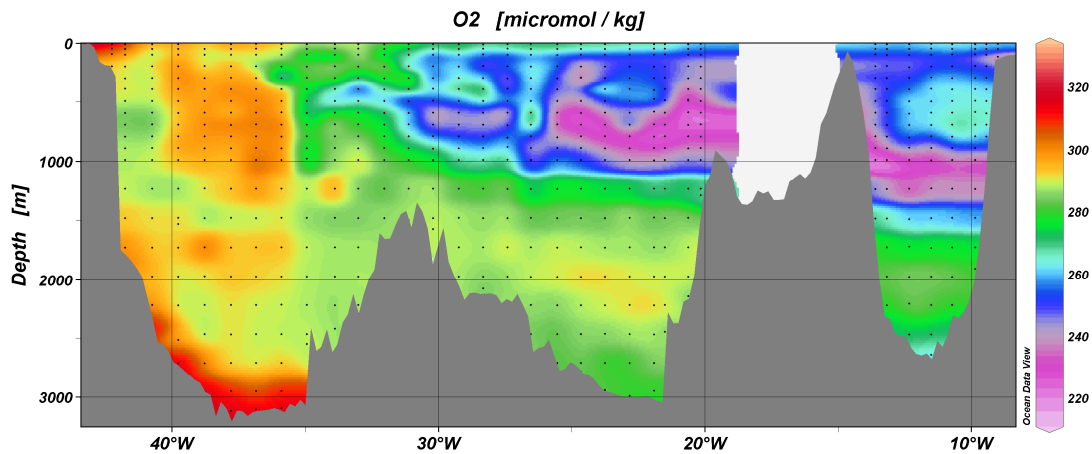 O2 [micromol / kg]
0
1000
2000
3000
Depth [m]
40°W
30°W
20°W
10°W
320
300
280
260
240
220
Ocean Data View